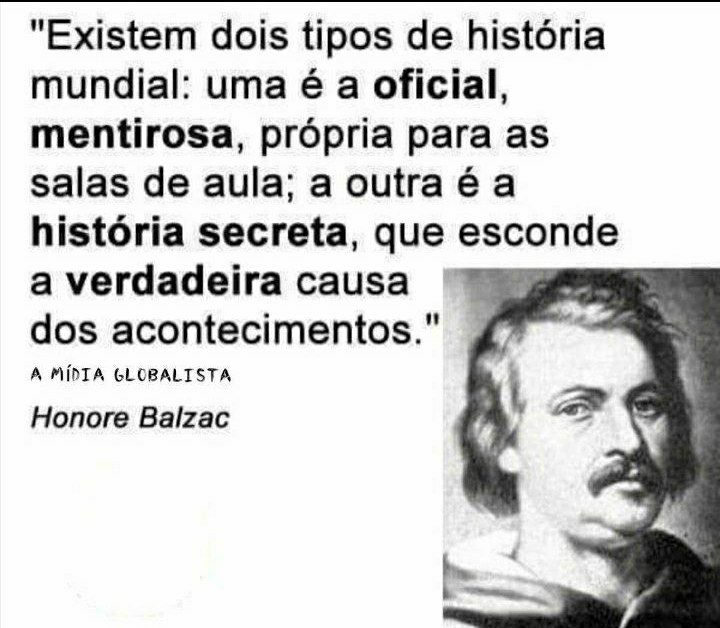 "Existem dois tipos de história
mundial: uma é a oficial,
mentirosa, própria para as
salas de aula; a outra é a
história secreta, que esconde
a verdadeira causa
dos acontecimentos."
A MÍDIA GLOBALISTA
Honore Balzac